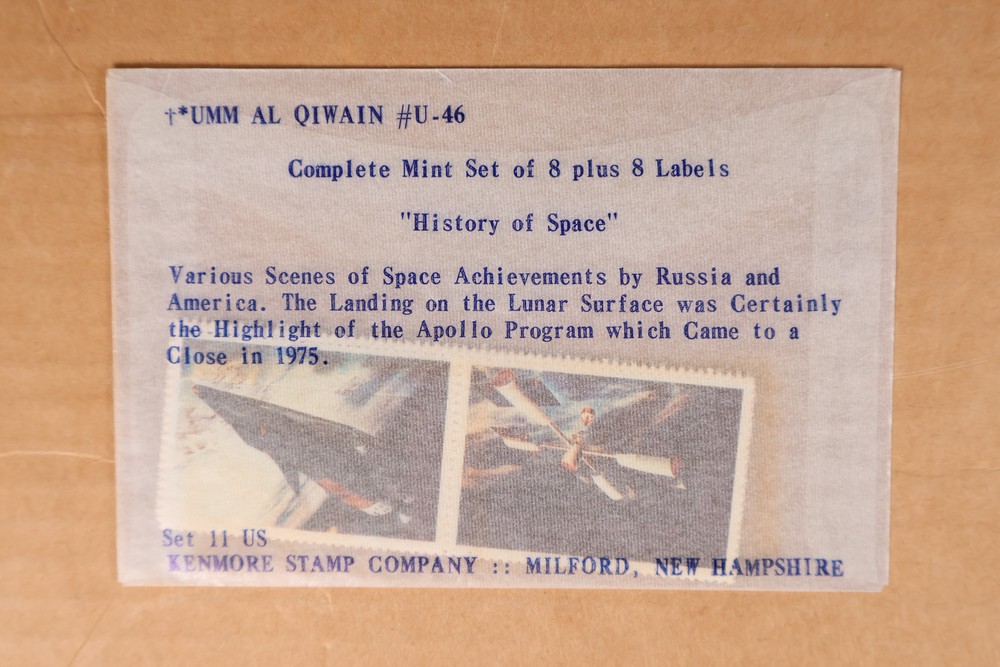 †*UMM AL QIWAIN #U-46
Complete Mint Set of 8 plus 8 Labels
"History of Space"
Various Scenes of Space Achievements by Russia and
America. The Landing on the Lunar Surface was Certainly
the Highlight of the Apollo Program which Came to a
Close in 1975.
Set 11 US
KENMORE STAMP COMPANY :: MILFORD, NEW HAMPSHIRE